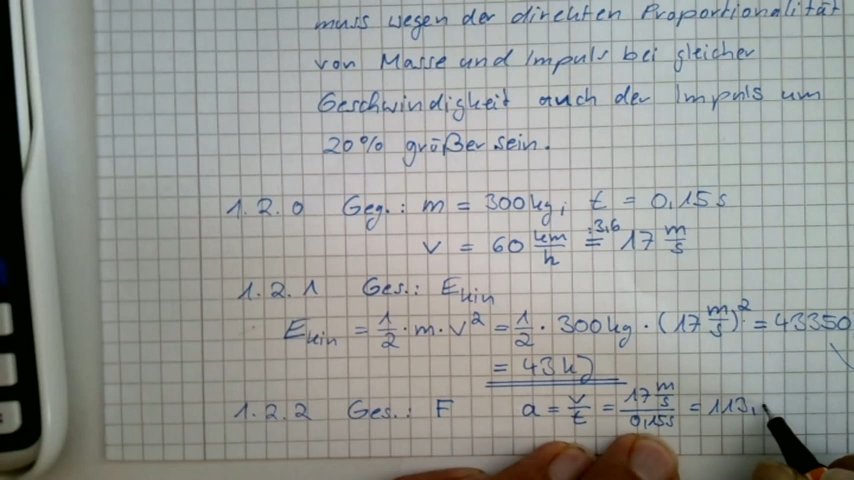 muss wegen der direkten Proportionalität
von Masse und Impuls bei gleicher
Geschwindigkeit auch der Impuls um
20% größer sein.
1.2.0 Geg.: m = 300kg; t = 0,15s
v = 60 km/h =:3,6 17 m/s
1.2.1 Ges.: E_kin
E_kin = 1/2 · m · v² = 1/2 · 300kg · (17 m/s)² = 43350
= 43kJ
1.2.2 Ges.: F a = v/t = 17 m/s / 0,15s = 113,